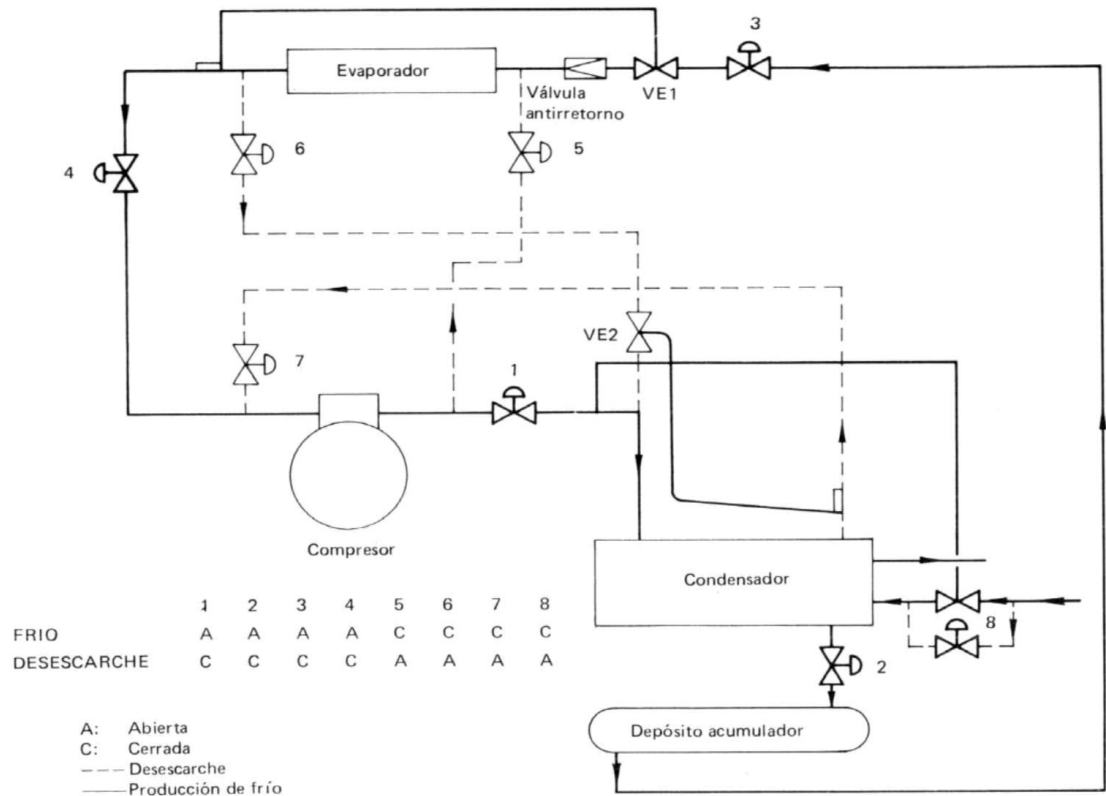 3
Evaporador
Válvula
antirretorno
VE1
6
5
4
VE2
7
1
Compresor
Condensador
8
2
Depósito acumulador
1 2 3 4 5 6 7 8
FRIO A A A A C C C C
DESESCARCHE C C C C A A A A
A: Abierta
C: Cerrada
Desescarche
Producción de frío